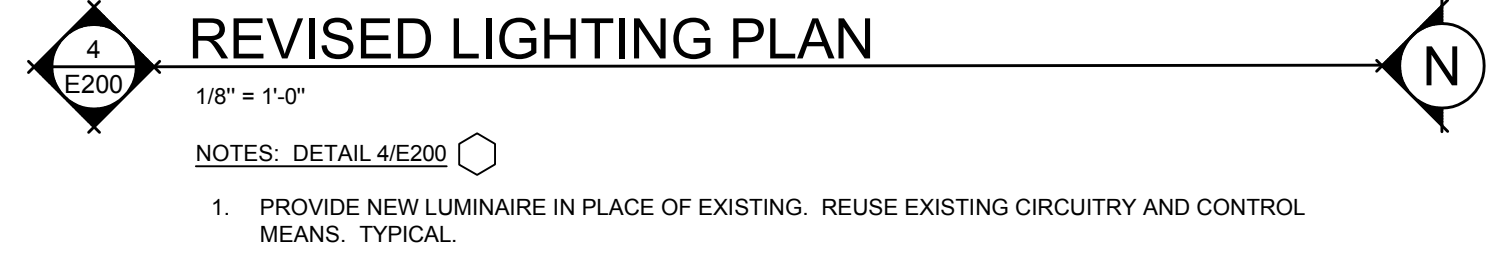 4
E200
REVISED LIGHTING PLAN
N
1/8" = 1'-0"
NOTES: DETAIL 4/E200
1. PROVIDE NEW LUMINAIRE IN PLACE OF EXISTING. REUSE EXISTING CIRCUITRY AND CONTROL
MEANS. TYPICAL.